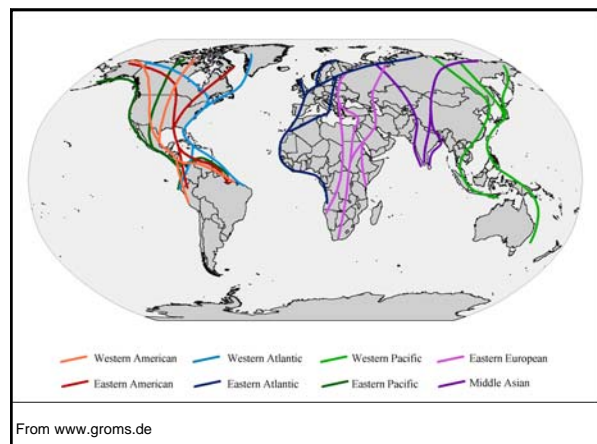 Western American Western Atlantic Western Pacific Eastern European
Eastern American Eastern Atlantic Eastern Pacific Middle Asian
From www.groms.de